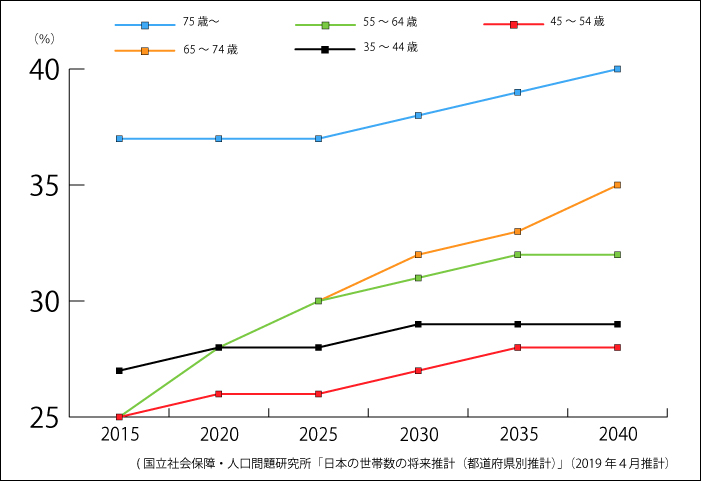 75 歳～
55 ～ 64 歳
45 ～ 54 歳
65 ～ 74 歳
35 ～ 44 歳
(%)
40
35
30
25
2015 2020 2025 2030 2035 2040
( 国立社会保障・人口問題研究所「日本の世帯数の将来推計（都道府県別推計）」（2019 年 4 月推計）